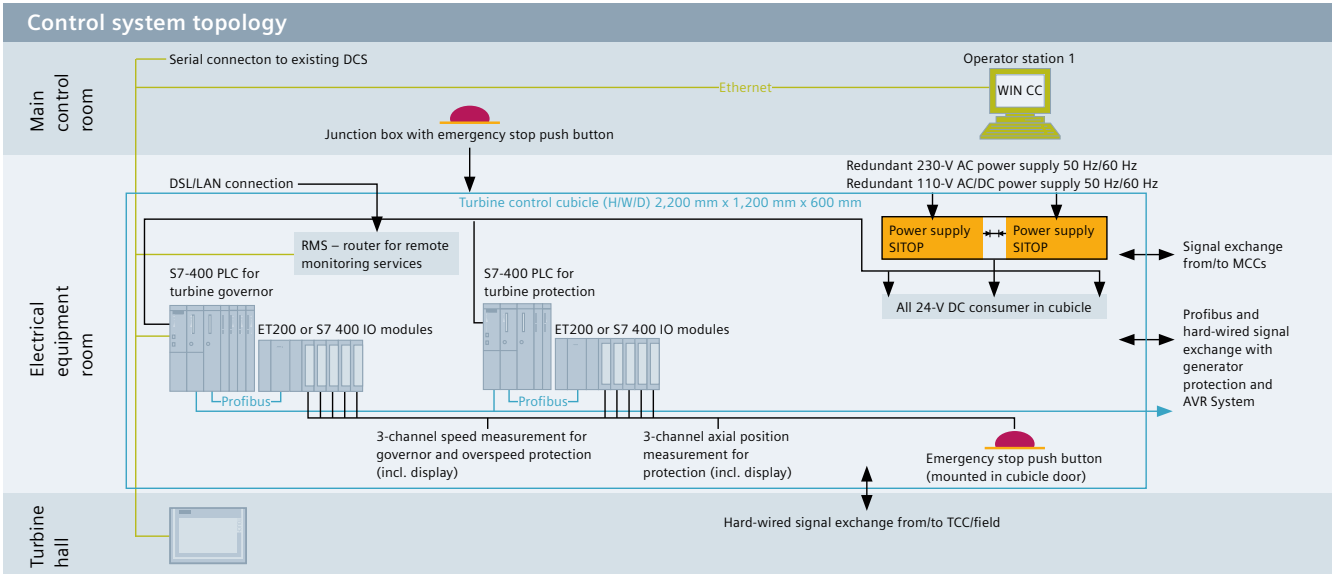 Control system topology
Main
control
room
Serial connecton to existing DCS
Ethernet
Operator station 1
WIN CC
Junction box with emergency stop push button
Electrical
equipment
room
DSL/LAN connection
Redundant 230-V AC power supply 50 Hz/60 Hz
Redundant 110-V AC/DC power supply 50 Hz/60 Hz
Turbine control cubicle (H/W/D) 2,200 mm x 1,200 mm x 600 mm
RMS – router for remote
monitoring services
Power supply
SITOP
Power supply
SITOP
Signal exchange
from/to MCCs
S7-400 PLC for
turbine governor
ET200 or S7 400 IO modules
Profibus
S7-400 PLC for
turbine protection
ET200 or S7 400 IO modules
Profibus
All 24-V DC consumer in cubicle
Profibus and
hard-wired signal
exchange with
generator
protection and
AVR System
3-channel speed measurement for
governor and overspeed protection
(incl. display)
3-channel axial position
measurement for
protection (incl. display)
Emergency stop push button
(mounted in cubicle door)
Hard-wired signal exchange from/to TCC/field
Turbine
hall